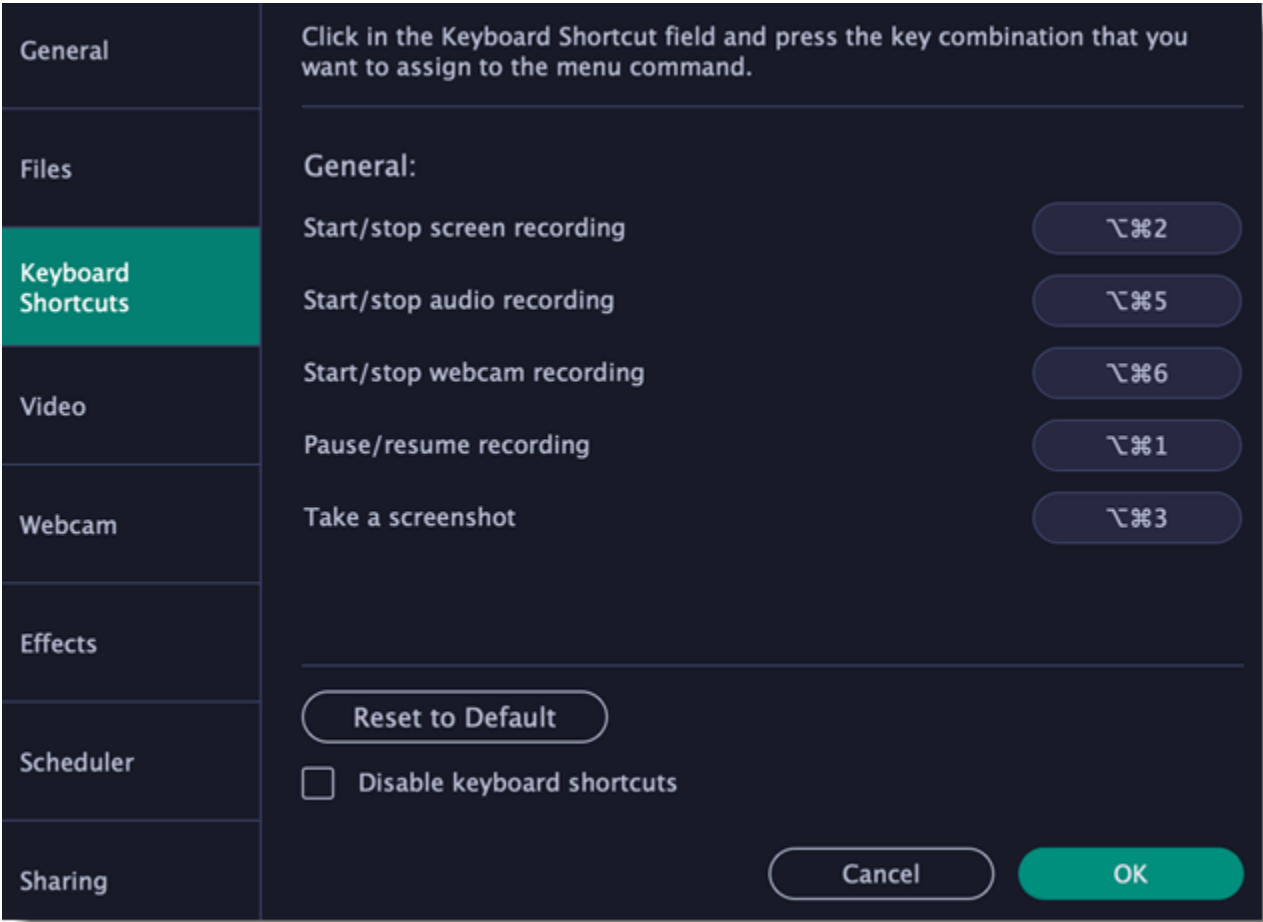 General
Files
Keyboard
Shortcuts
Video
Webcam
Effects
Scheduler
Sharing
Click in the Keyboard Shortcut field and press the key combination that you
want to assign to the menu command.
General:
Start/stop screen recording ⌥⌘2
Start/stop audio recording ⌥⌘5
Start/stop webcam recording ⌥⌘6
Pause/resume recording ⌥⌘1
Take a screenshot ⌥⌘3
Reset to Default
Disable keyboard shortcuts
Cancel OK